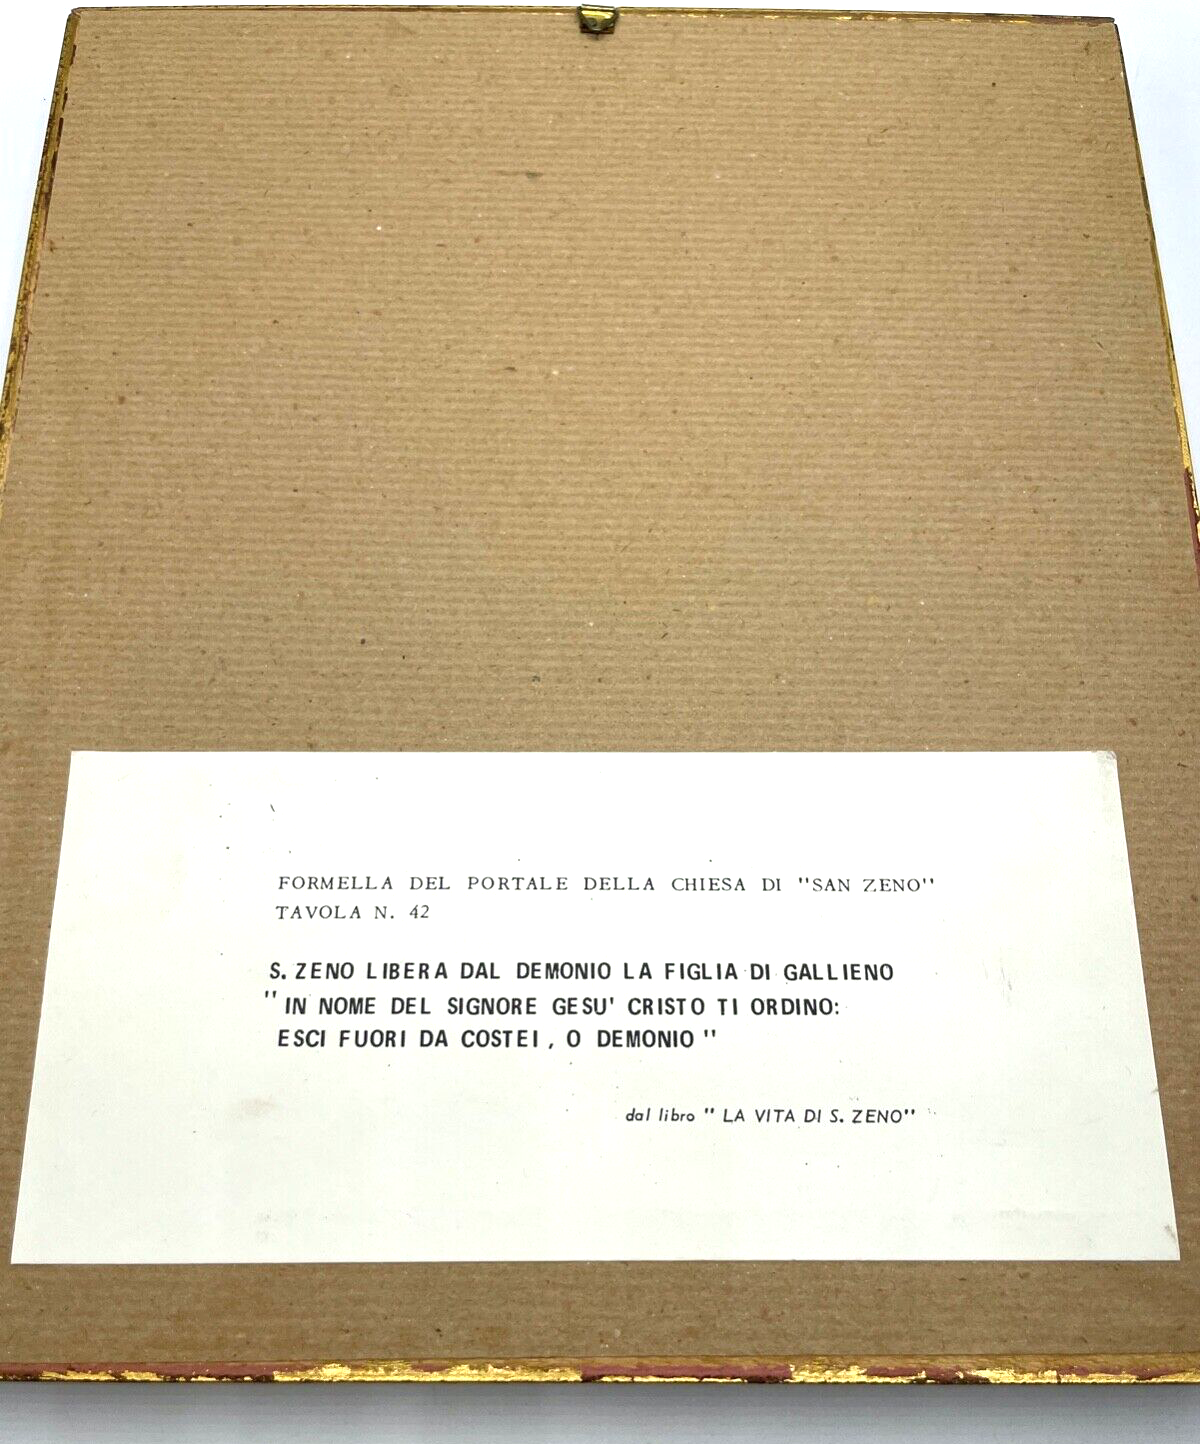 FORMELLA DEL PORTALE DELLA CHIESA DI "SAN ZENO"
TAVOLA N. 42
S. ZENO LIBERA DAL DEMONIO LA FIGLIA DI GALLIENO
"IN NOME DEL SIGNORE GESU' CRISTO TI ORDINO:
ESCI FUORI DA COSTEI, O DEMONIO"
dal libro "LA VITA DI S. ZENO"